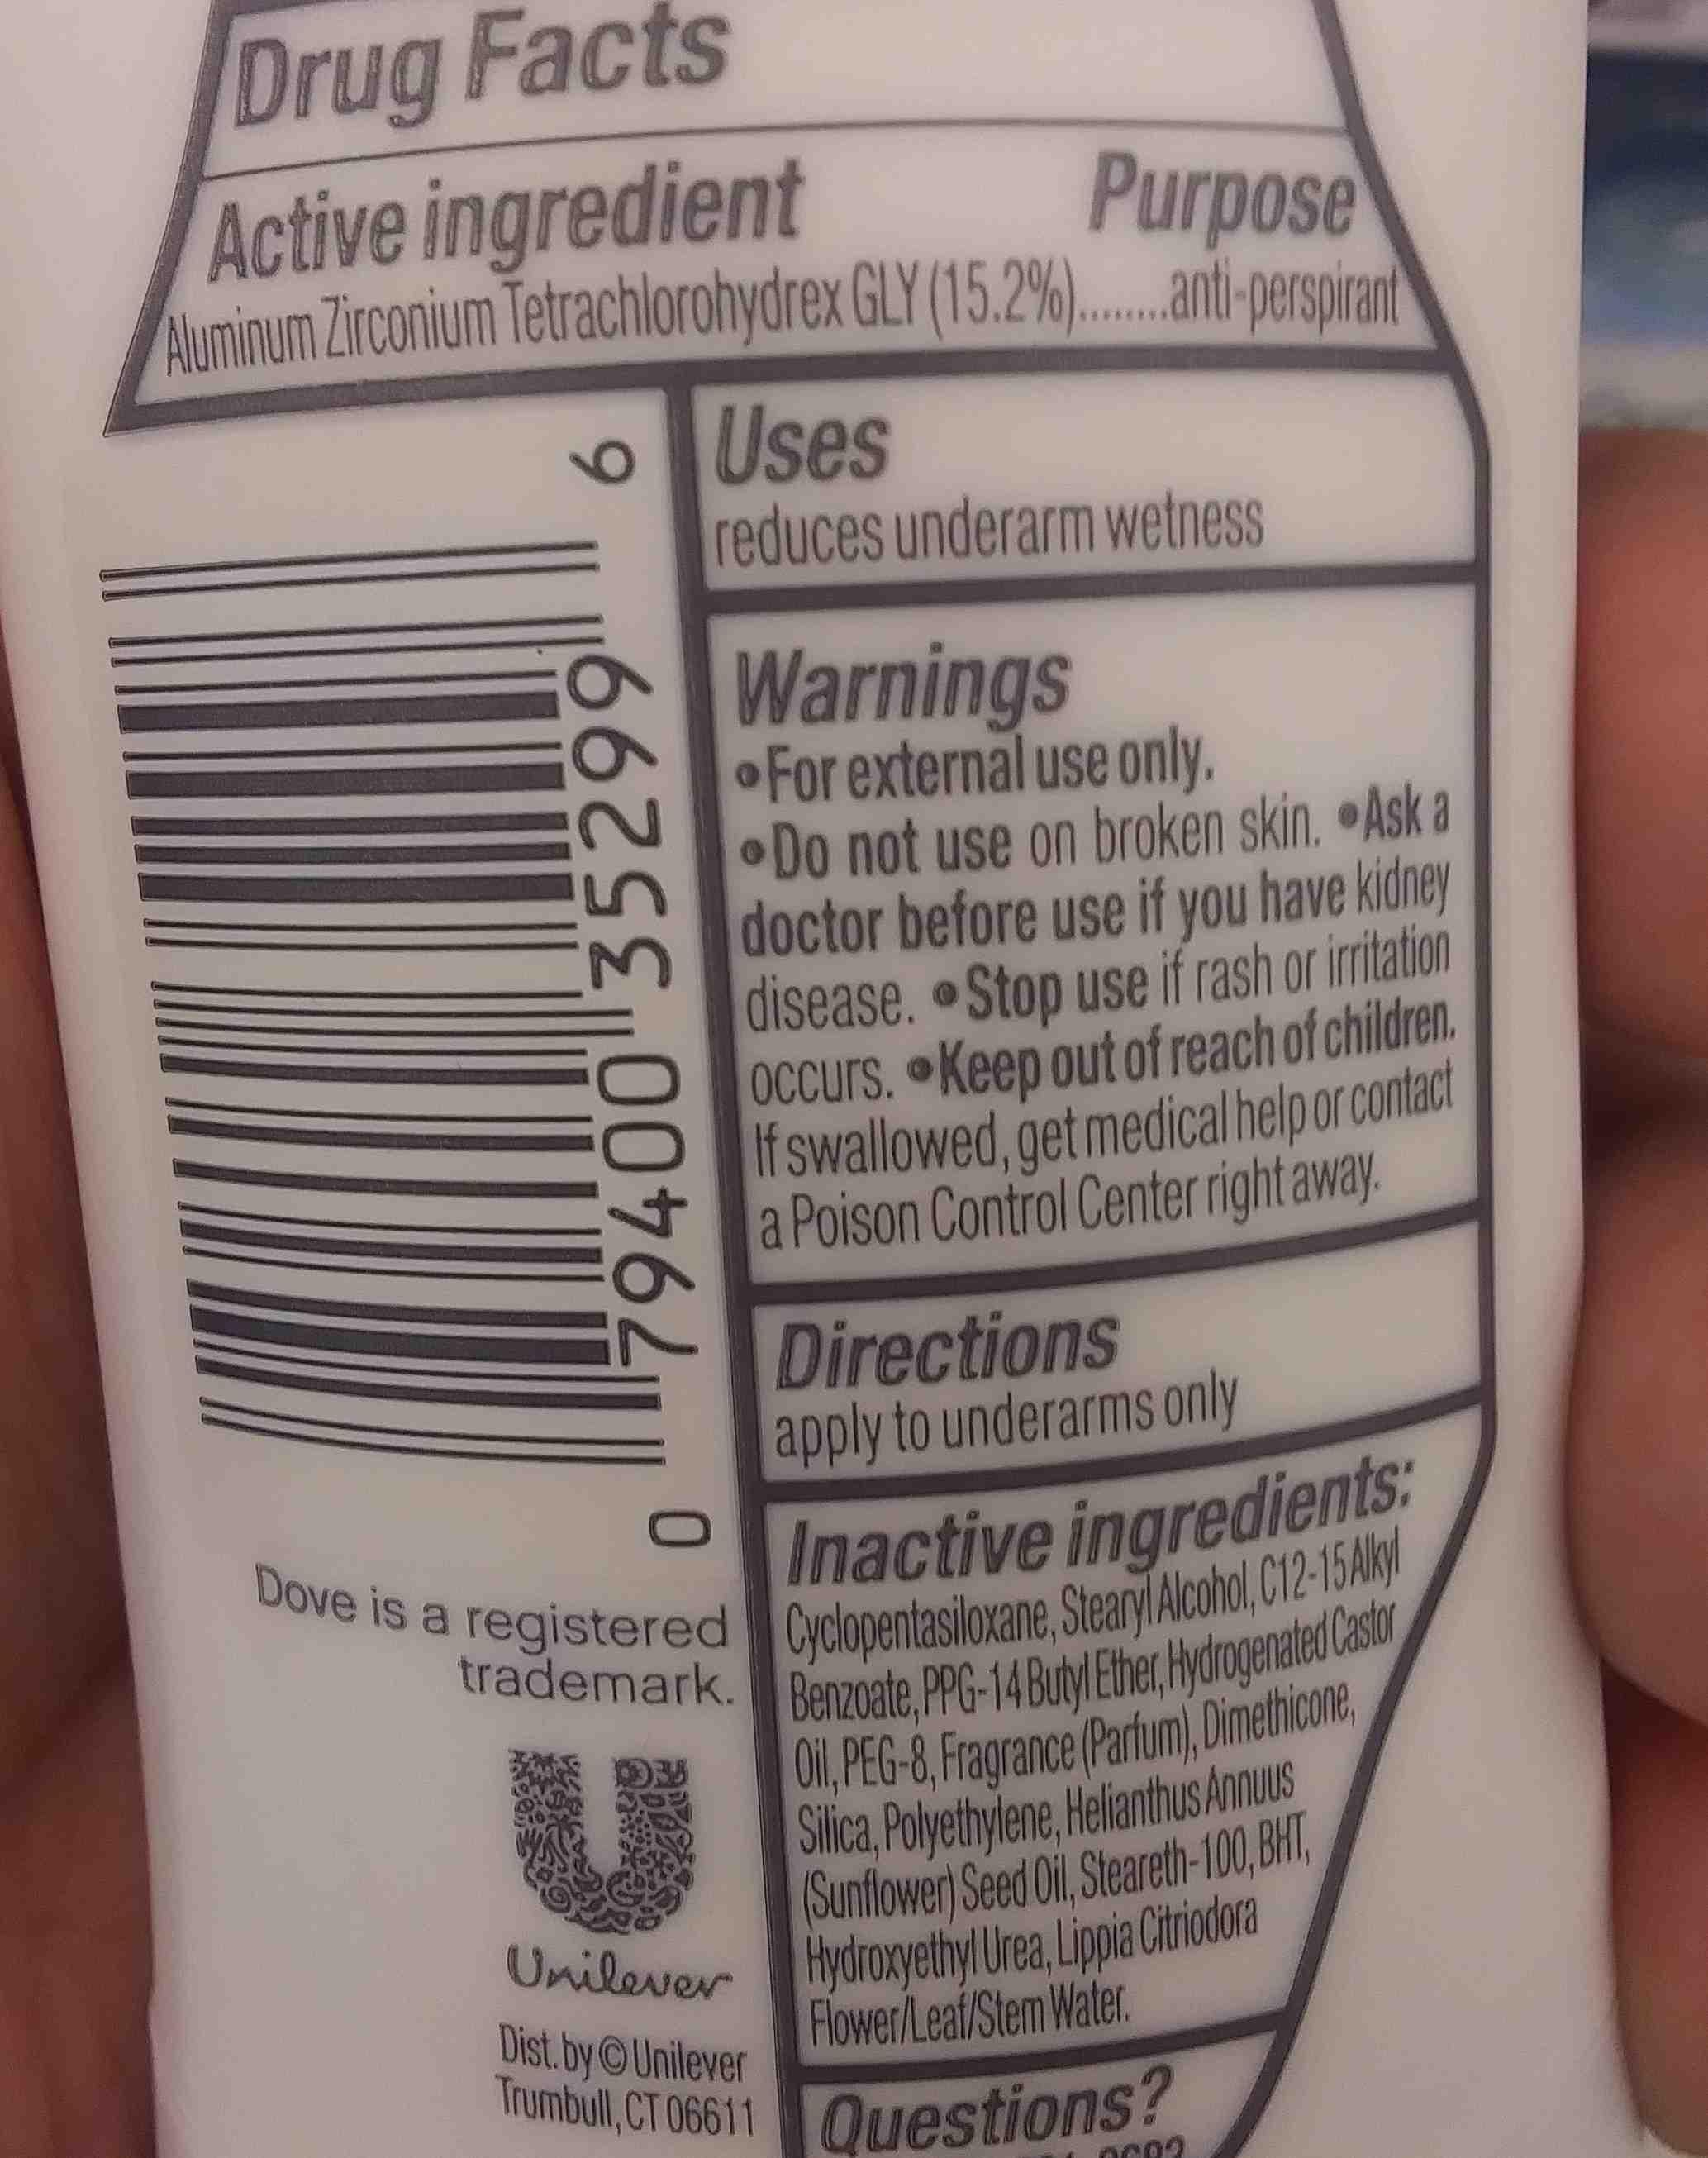 Drug Facts
Active ingredient Purpose
Aluminum Zirconium Tetrachlorohydrex GLY (15.2%)........anti-perspirant
Uses
reduces underarm wetness
Warnings
•For external use only.
•Do not use on broken skin. •Ask a
doctor before use if you have kidney
disease. •Stop use if rash or irritation
occurs. •Keep out of reach of children.
If swallowed, get medical help or contact
a Poison Control Center right away.
Directions
apply to underarms only
Inactive ingredients:
Cyclopentasiloxane, Stearyl Alcohol, C12-15 Alkyl
Benzoate, PPG-14 Butyl Ether, Hydrogenated Castor
Oil, PEG-8, Fragrance (Parfum), Dimethicone,
Silica, Polyethylene, Helianthus Annuus
(Sunflower) Seed Oil, Steareth-100, BHT,
Hydroxyethyl Urea, Lippia Citriodora
Flower/Leaf/Stem Water.
Questions?
0 79400 35299 6
Dove is a registered
trademark.
Unilever
Dist. by © Unilever
Trumbull, CT 06611